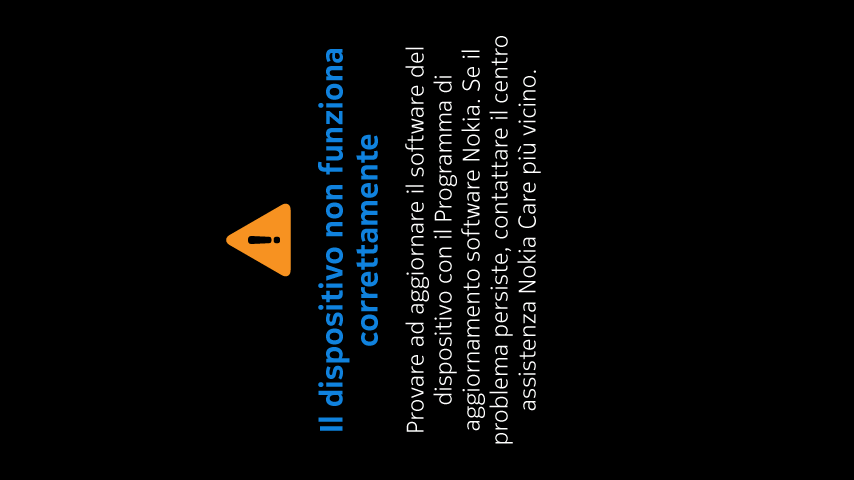 Il dispositivo non funziona
correttamente
Provare ad aggiornare il software del
dispositivo con il Programma di
aggiornamento software Nokia. Se il
problema persiste, contattare il centro
assistenza Nokia Care più vicino.